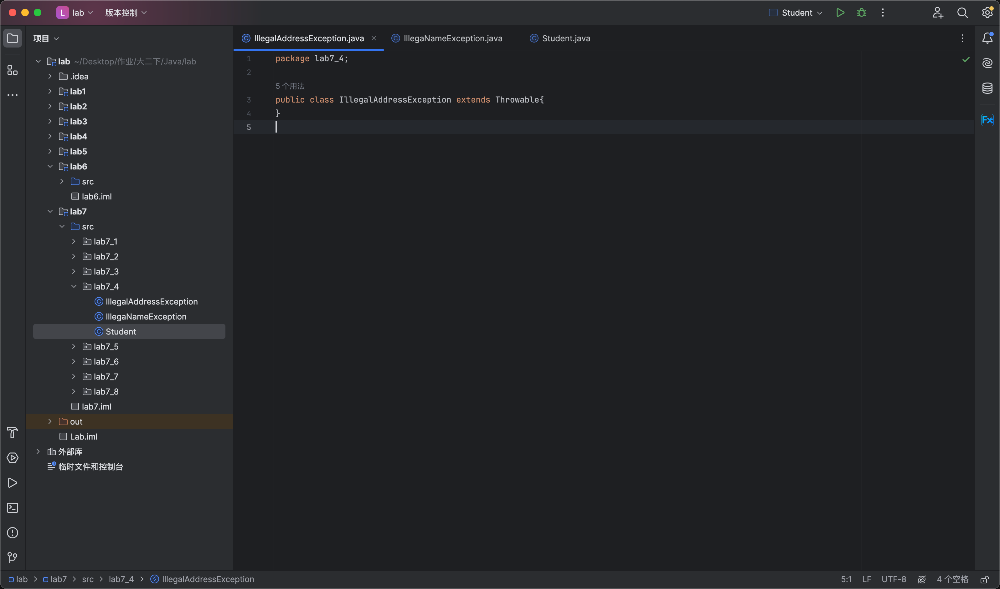 L lab 版本控制 Student
项目
lab ~/Desktop/作业/大二下/Java/lab
.idea
lab1
lab2
lab3
lab4
lab5
lab6
src
lab6.iml
lab7
src
lab7_1
lab7_2
lab7_3
lab7_4
IllegalAddressException
IllegaNameException
Student
lab7_5
lab7_6
lab7_7
lab7_8
lab7.iml
out
Lab.iml
外部库
临时文件和控制台
IllegalAddressException.java IllegaNameException.java Student.java
1 package lab7_4;
2
5 个用法
3 public class IllegalAddressException extends Throwable{
4 }
5
Fx
lab > lab7 > src > lab7_4 > IllegalAddressException
5:1 LF UTF-8 4 个空格